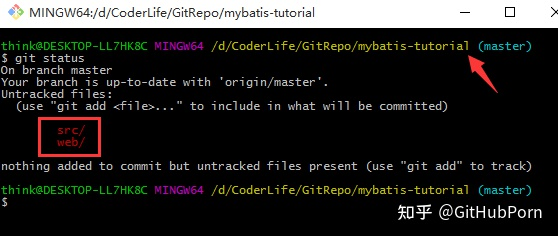 MINGW64:/d/CoderLife/GitRepo/mybatis-tutorial
think@DESKTOP-LL7HK8C MINGW64 /d/CoderLife/GitRepo/mybatis-tutorial (master)
$ git status
On branch master
Your branch is up-to-date with 'origin/master'.
Untracked files:
(use "git add <file>..." to include in what will be committed)
src/
web/
nothing added to commit but untracked files present (use "git add" to track)
think@DESKTOP-LL7HK8C MINGW64 /d/CoderLife/GitRepo/mybatis-tutorial (master)
$
知乎 @GitHubPorn